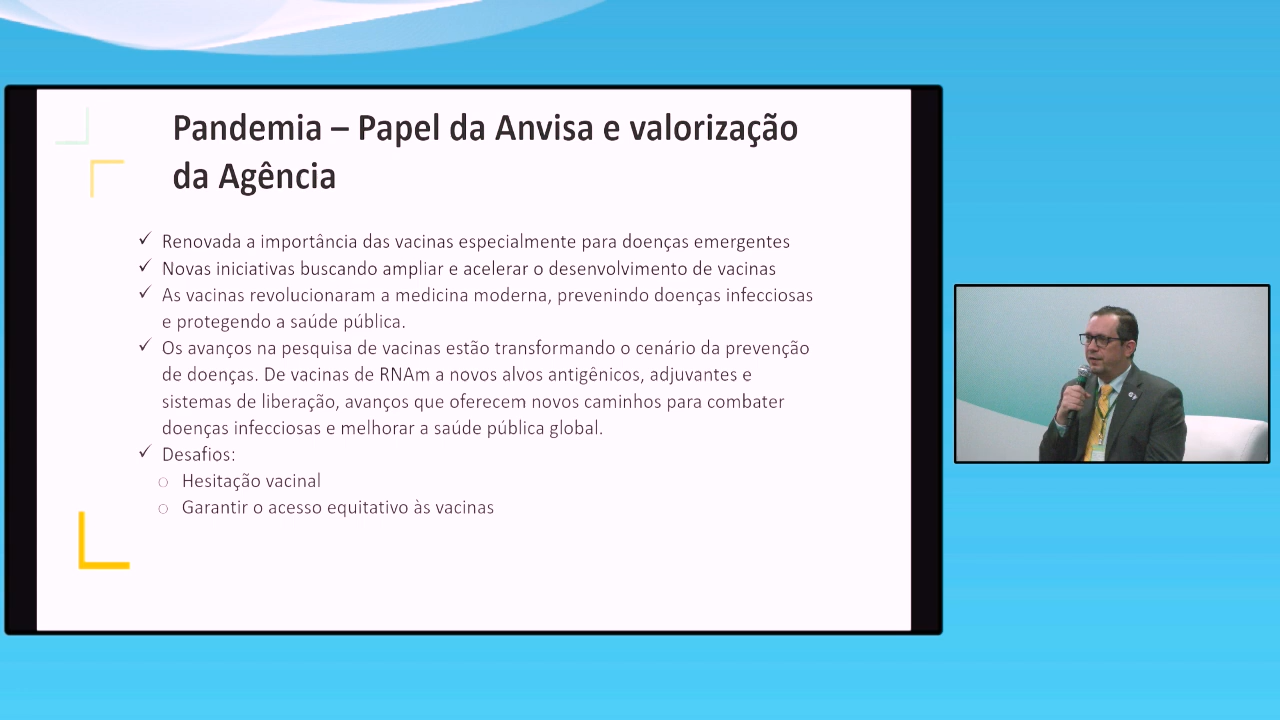 Pandemia – Papel da Anvisa e valorização
da Agência
✓ Renovada a importância das vacinas especialmente para doenças emergentes
✓ Novas iniciativas buscando ampliar e acelerar o desenvolvimento de vacinas
✓ As vacinas revolucionaram a medicina moderna, prevenindo doenças infecciosas
e protegendo a saúde pública.
✓ Os avanços na pesquisa de vacinas estão transformando o cenário da prevenção
de doenças. De vacinas de RNAm a novos alvos antigênicos, adjuvantes e
sistemas de liberação, avanços que oferecem novos caminhos para combater
doenças infecciosas e melhorar a saúde pública global.
✓ Desafios:
○ Hesitação vacinal
○ Garantir o acesso equitativo às vacinas